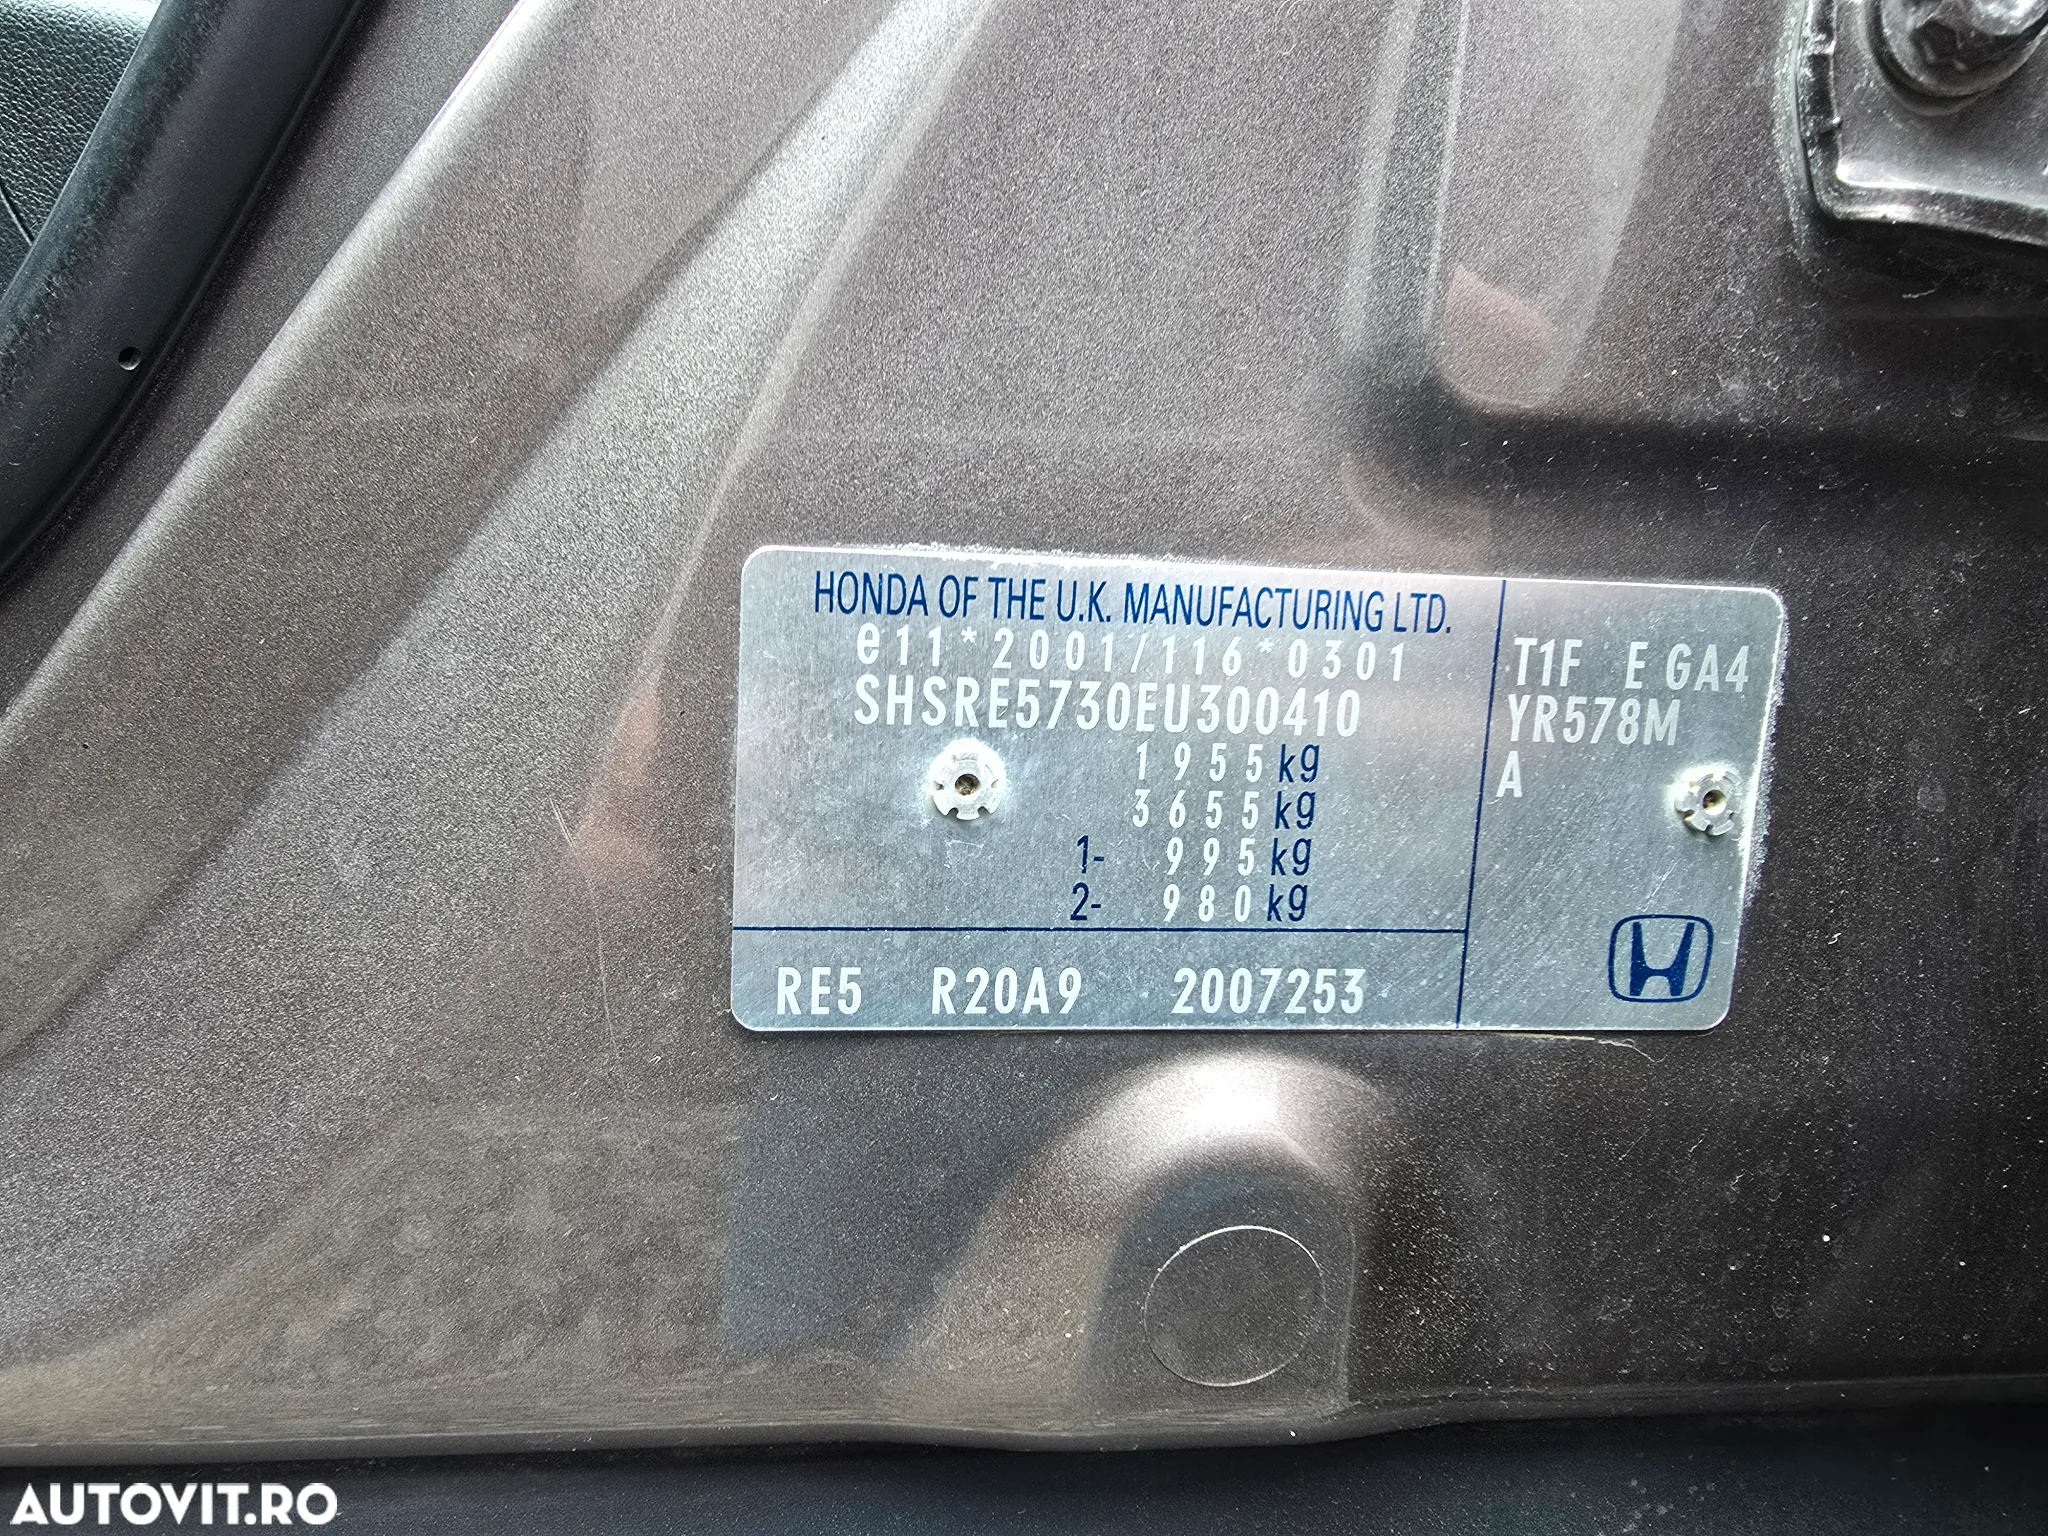 HONDA OF THE U.K. MANUFACTURING LTD.
e11*2001/116*0301
SHSRE5730EU300410
1955kg
3655kg
1- 995kg
2- 980kg
T1F E GA4
YR578M
A
RE5 R20A9 2007253
AUTOVIT.RO